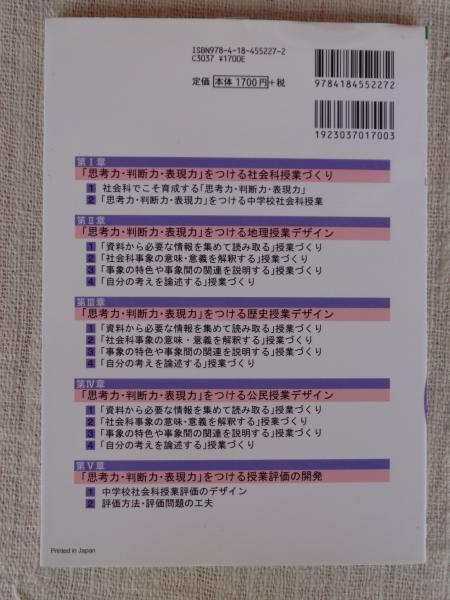 ISBN978-4-18-455227-2
C3037 ¥1700E
定価 本体 1700円 +税
9784184552272
1923037017003
第Ⅰ章
「思考力・判断力・表現力」をつける社会科授業づくり
1 社会科でこそ育成する「思考力・判断力・表現力」
2 「思考力・判断力・表現力」をつける中学校社会科授業
第Ⅱ章
「思考力・判断力・表現力」をつける地理授業デザイン
1 「資料から必要な情報を集めて読み取る」授業づくり
2 「社会科事象の意味・意義を解釈する」授業づくり
3 「事象の特色や事象間の関連を説明する」授業づくり
4 「自分の考えを論述する」授業づくり
第Ⅲ章
「思考力・判断力・表現力」をつける歴史授業デザイン
1 「資料から必要な情報を集めて読み取る」授業づくり
2 「社会科事象の意味・意義を解釈する」授業づくり
3 「事象の特色や事象間の関連を説明する」授業づくり
4 「自分の考えを論述する」授業づくり
第Ⅳ章
「思考力・判断力・表現力」をつける公民授業デザイン
1 「資料から必要な情報を集めて読み取る」授業づくり
2 「社会科事象の意味・意義を解釈する」授業づくり
3 「事象の特色や事象間の関連を説明する」授業づくり
4 「自分の考えを論述する」授業づくり
第Ⅴ章
「思考力・判断力・表現力」をつける授業評価の開発
1 中学校社会科授業評価のデザイン
2 評価方法・評価問題の工夫
Printed in Japan